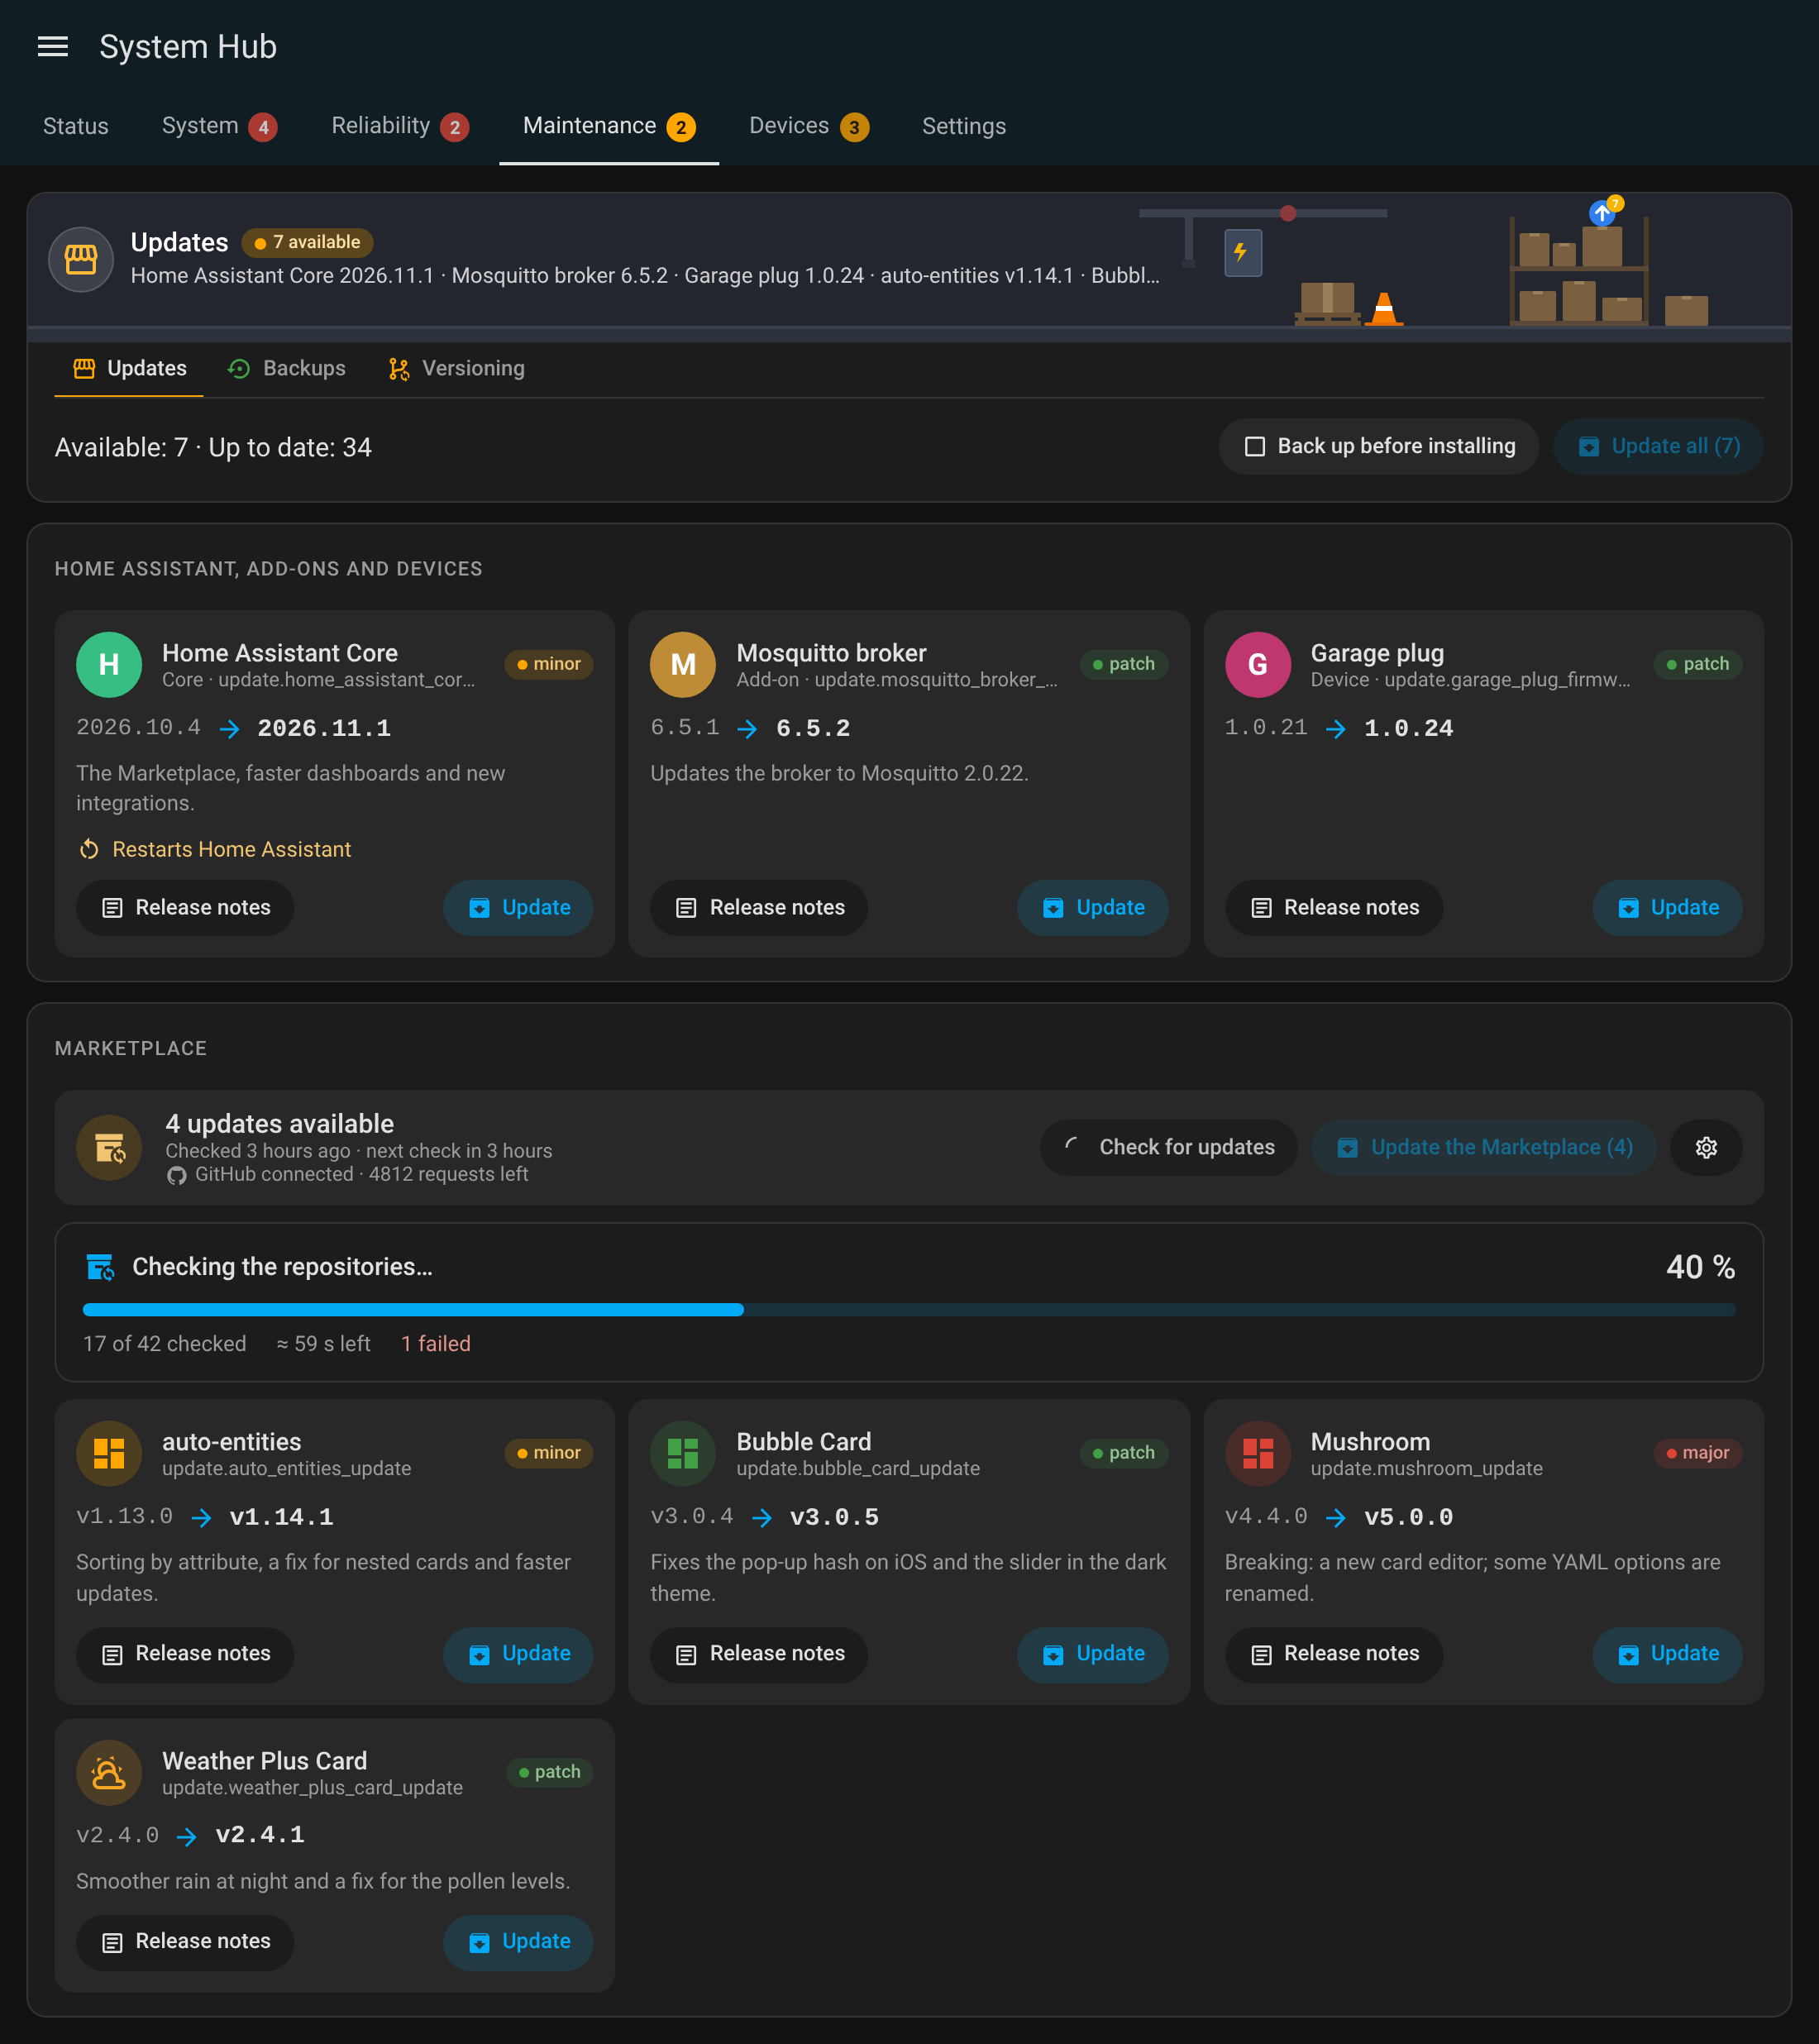 System Hub
Status
System 4
Reliability 2
Maintenance 2
Devices 3
Settings
Updates 7 available
Home Assistant Core 2026.11.1 · Mosquitto broker 6.5.2 · Garage plug 1.0.24 · auto-entities v1.14.1 · Bubbl…
7
Updates
Backups
Versioning
Available: 7 · Up to date: 34
Back up before installing
Update all (7)
HOME ASSISTANT, ADD-ONS AND DEVICES
H
Home Assistant Core
minor
Core · update.home_assistant_cor…
2026.10.4 → 2026.11.1
The Marketplace, faster dashboards and new
integrations.
Restarts Home Assistant
Release notes
Update
M
Mosquitto broker
patch
Add-on · update.mosquitto_broker_…
6.5.1 → 6.5.2
Updates the broker to Mosquitto 2.0.22.
Release notes
Update
G
Garage plug
patch
Device · update.garage_plug_firmw…
1.0.21 → 1.0.24
Release notes
Update
MARKETPLACE
4 updates available
Checked 3 hours ago · next check in 3 hours
GitHub connected · 4812 requests left
Check for updates
Update the Marketplace (4)
Checking the repositories…
40 %
17 of 42 checked
≈ 59 s left
1 failed
auto-entities
minor
update.auto_entities_update
v1.13.0 → v1.14.1
Sorting by attribute, a fix for nested cards and faster
updates.
Release notes
Update
Bubble Card
patch
update.bubble_card_update
v3.0.4 → v3.0.5
Fixes the pop-up hash on iOS and the slider in the dark
theme.
Release notes
Update
Mushroom
major
update.mushroom_update
v4.4.0 → v5.0.0
Breaking: a new card editor; some YAML options are
renamed.
Release notes
Update
Weather Plus Card
patch
update.weather_plus_card_update
v2.4.0 → v2.4.1
Smoother rain at night and a fix for the pollen levels.
Release notes
Update